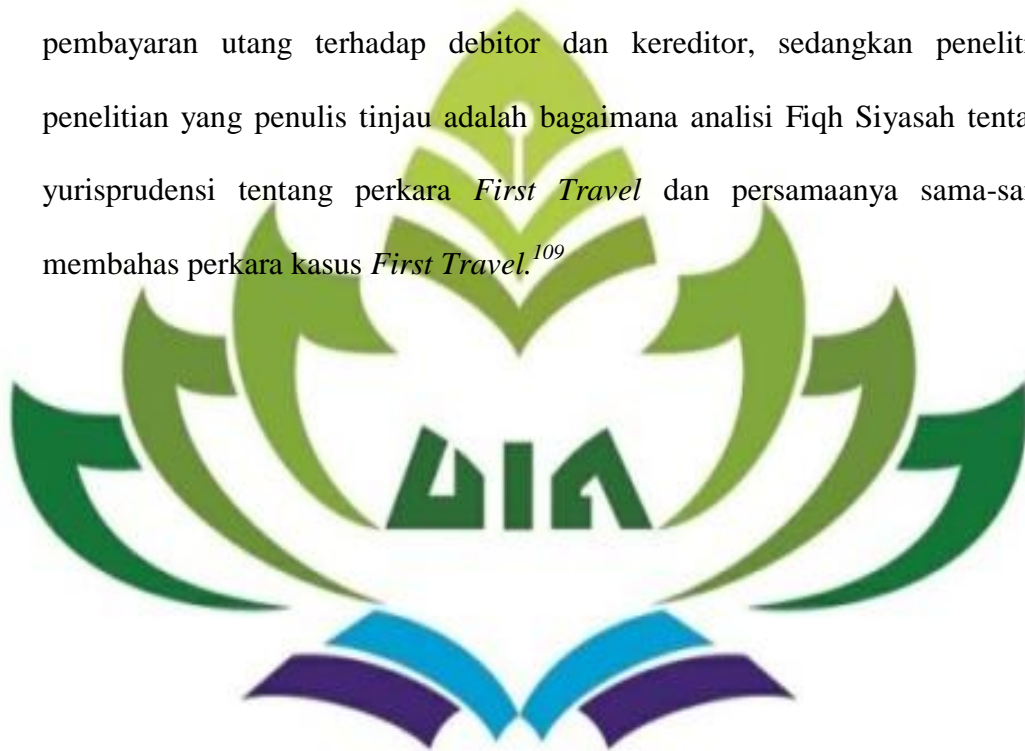 pembayaran utang terhadap debitor dan kereditor, sedangkan penelit
penelitian yang penulis tinjau adalah bagaimana analisi Fiqh Siyasah tenta
yurisprudensi tentang perkara First Travel dan persamaanya sama-sa
membahas perkara kasus First Travel.109
UIN